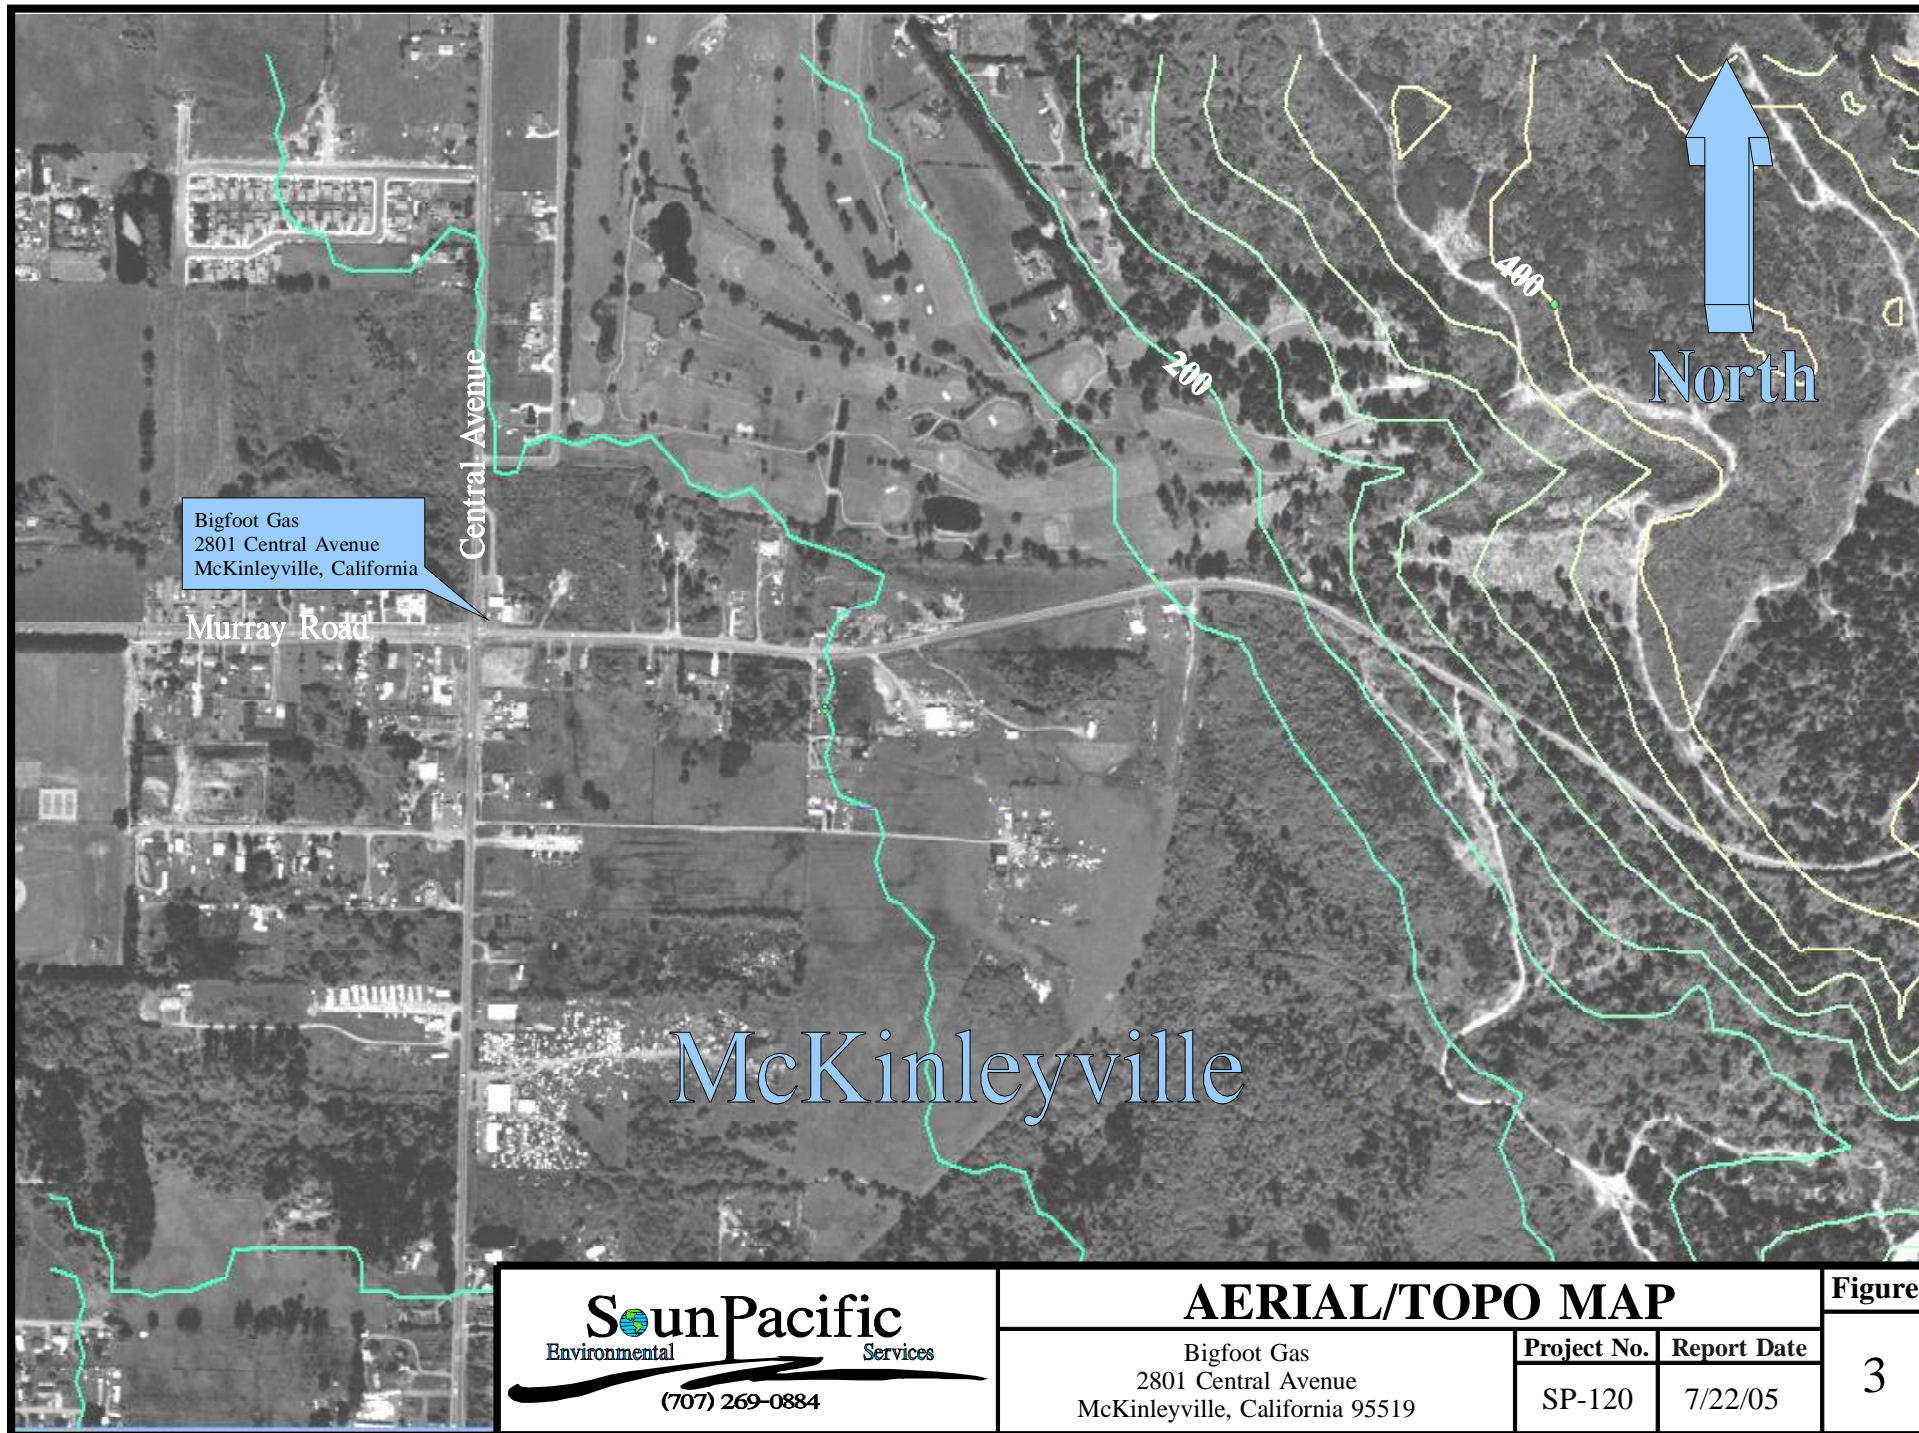 400
North
200
Central Avenue
Bigfoot Gas
2801 Central Avenue
McKinleyville, California
Murray Road
McKinleyville
SounPacific
Environmental Services
(707) 269-0884
AERIAL/TOPO MAP
Bigfoot Gas
2801 Central Avenue
McKinleyville, California 95519
Project No.
SP-120
Report Date
7/22/05
Figure
3